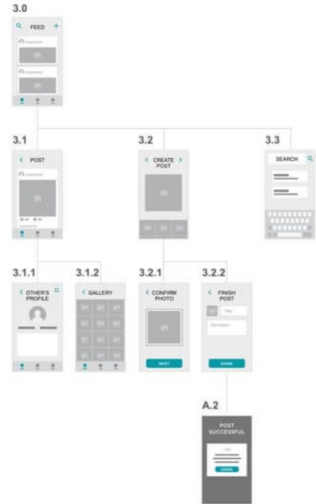 3.0
FEED
3.1
3.2
3.3
POST
CREATE
POST
SEARCH
3.1.1
3.1.2
3.2.1
3.2.2
OTHER'S
PROFILE
GALLERY
CONFIRM
PHOTO
FINISH
POST
NEXT
DONE
A.2
POST
SUCCESSFUL
DONE